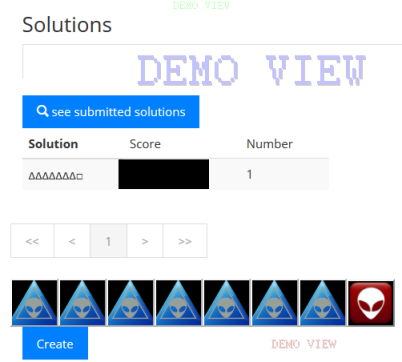 DEMO VIEW
Solutions
DEMO VIEW
see submitted solutions
Solution Score Number
ΔΔΔΔΔΔΔ□ 1
<< < 1 > >>
Create
DEMO VIEW